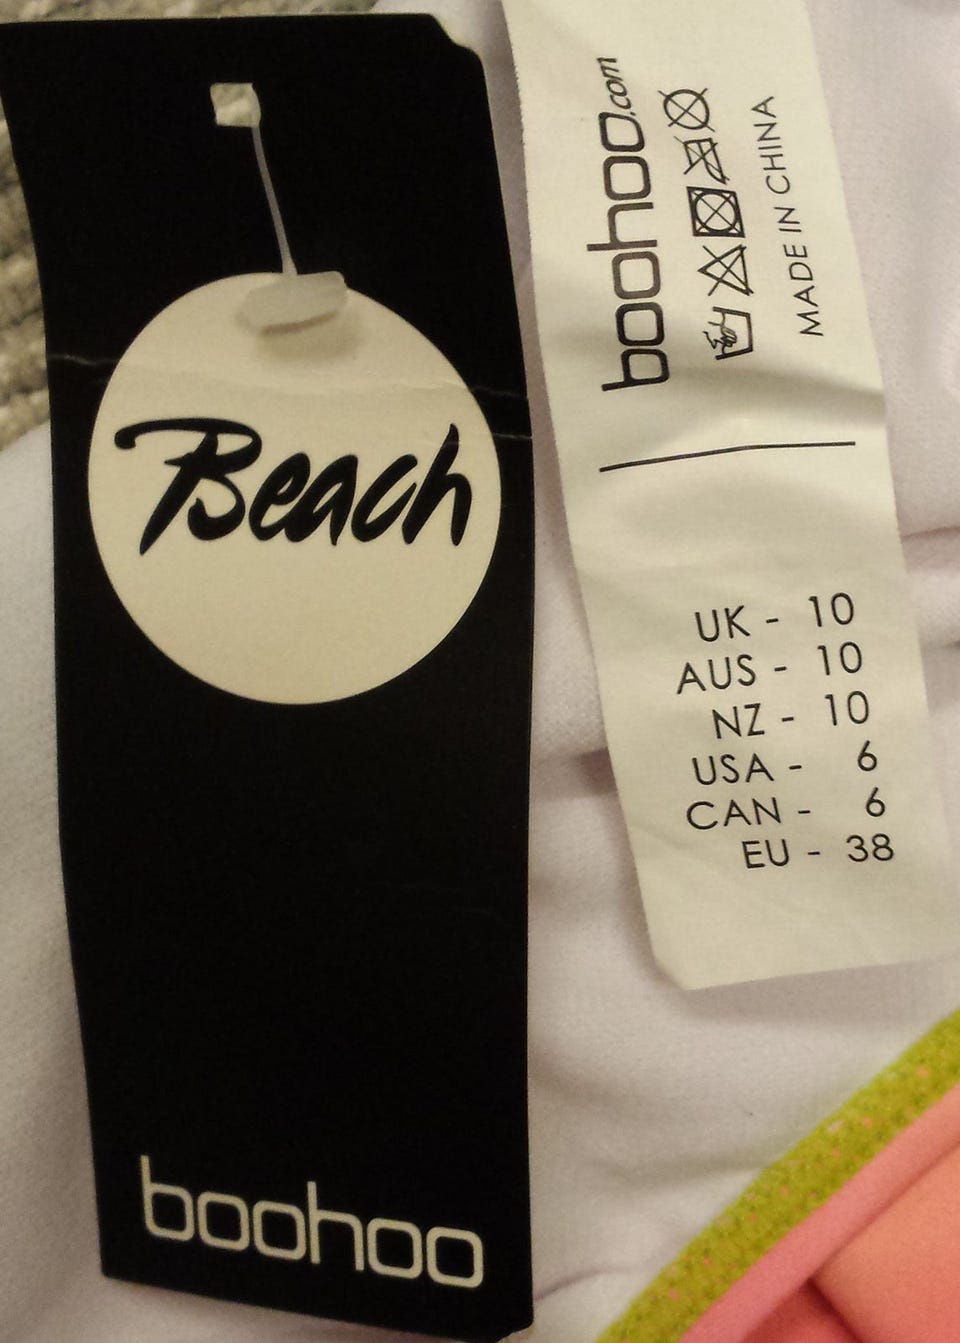 Beach
boohoo
boohoo.com
MADE IN CHINA
UK - 10
AUS - 10
NZ - 10
USA - 6
CAN - 6
EU - 38